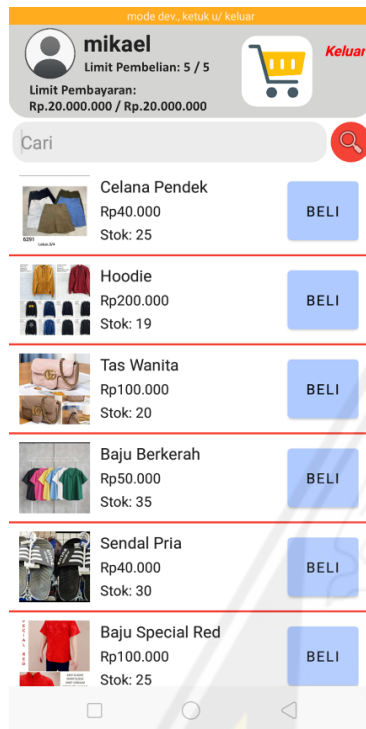 mode dev., ketuk u/ keluar
mikael
Limit Pembelian: 5 / 5
Keluar
Limit Pembayaran:
Rp.20.000.000 / Rp.20.000.000
Cari
Celana Pendek
Rp40.000
BELI
Stok: 25
6291
Hoodie
Rp200.000
BELI
Stok: 19
Tas Wanita
Rp100.000
BELI
Stok: 20
Baju Berkerah
Rp50.000
BELI
Stok: 35
Sendal Pria
Rp40.000
BELI
Stok: 30
Baju Special Red
Rp100.000
BELI
Stok: 25
SPECIAL
RED